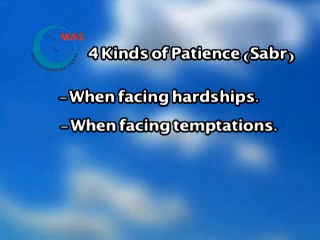 MAS
4 Kinds of Patience (Sabr)
- When facing hardships.
- When facing temptations.